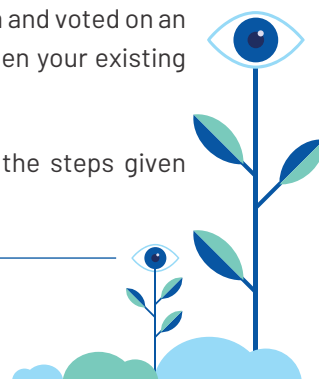 and voted on an
en your existing
the steps given